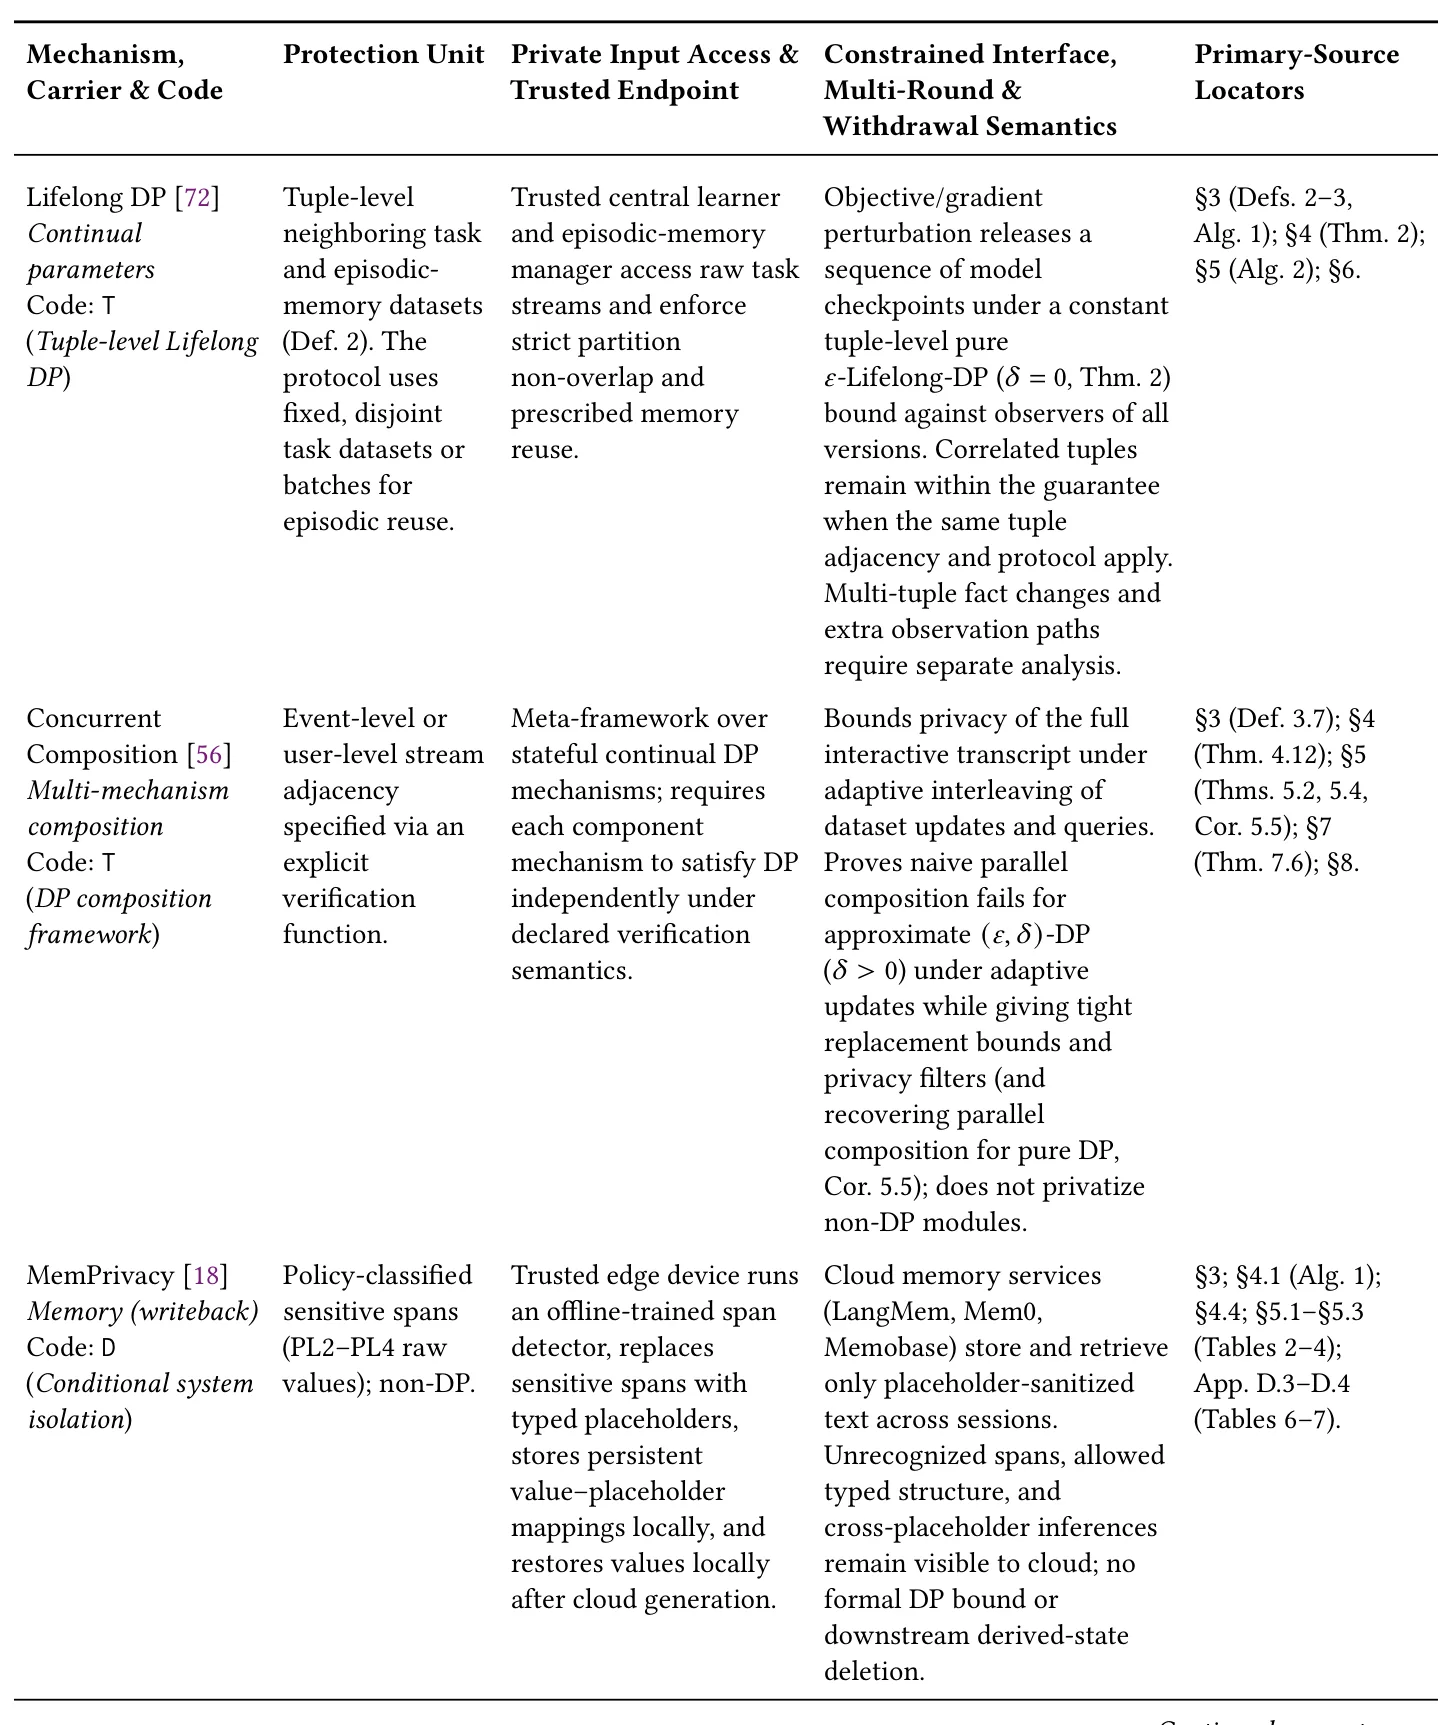 Mechanism,
Carrier & Code
Protection Unit
Private Input Access &
Trusted Endpoint
Constrained Interface,
Multi-Round &
Withdrawal Semantics
Primary-Source
Locators
Lifelong DP [72]
Continual
parameters
Code: T
(Tuple-level Lifelong
DP)
Tuple-level
neighboring task
and episodic-
memory datasets
(Def. 2). The
protocol uses
fixed, disjoint
task datasets or
batches for
episodic reuse.
Trusted central learner
and episodic-memory
manager access raw task
streams and enforce
strict partition
non-overlap and
prescribed memory
reuse.
Objective/gradient
perturbation releases a
sequence of model
checkpoints under a constant
tuple-level pure
ε-Lifelong-DP (δ = 0, Thm. 2)
bound against observers of all
versions. Correlated tuples
remain within the guarantee
when the same tuple
adjacency and protocol apply.
Multi-tuple fact changes and
extra observation paths
require separate analysis.
§3 (Defs. 2–3,
Alg. 1); §4 (Thm. 2);
§5 (Alg. 2); §6.
Concurrent
Composition [56]
Multi-mechanism
composition
Code: T
(DP composition
framework)
Event-level or
user-level stream
adjacency
specified via an
explicit
verification
function.
Meta-framework over
stateful continual DP
mechanisms; requires
each component
mechanism to satisfy DP
independently under
declared verification
semantics.
Bounds privacy of the full
interactive transcript under
adaptive interleaving of
dataset updates and queries.
Proves naive parallel
composition fails for
approximate (ε, δ)-DP
(δ > 0) under adaptive
updates while giving tight
replacement bounds and
privacy filters (and
recovering parallel
composition for pure DP,
Cor. 5.5); does not privatize
non-DP modules.
§3 (Def. 3.7); §4
(Thm. 4.12); §5
(Thms. 5.2, 5.4,
Cor. 5.5); §7
(Thm. 7.6); §8.
MemPrivacy [18]
Memory (writeback)
Code: D
(Conditional system
isolation)
Policy-classified
sensitive spans
(PL2–PL4 raw
values); non-DP.
Trusted edge device runs
an offline-trained span
detector, replaces
sensitive spans with
typed placeholders,
stores persistent
value–placeholder
mappings locally, and
restores values locally
after cloud generation.
Cloud memory services
(LangMem, Mem0,
Memobase) store and retrieve
only placeholder-sanitized
text across sessions.
Unrecognized spans, allowed
typed structure, and
cross-placeholder inferences
remain visible to cloud; no
formal DP bound or
downstream derived-state
deletion.
§3; §4.1 (Alg. 1);
§4.4; §5.1–§5.3
(Tables 2–4);
App. D.3–D.4
(Tables 6–7).